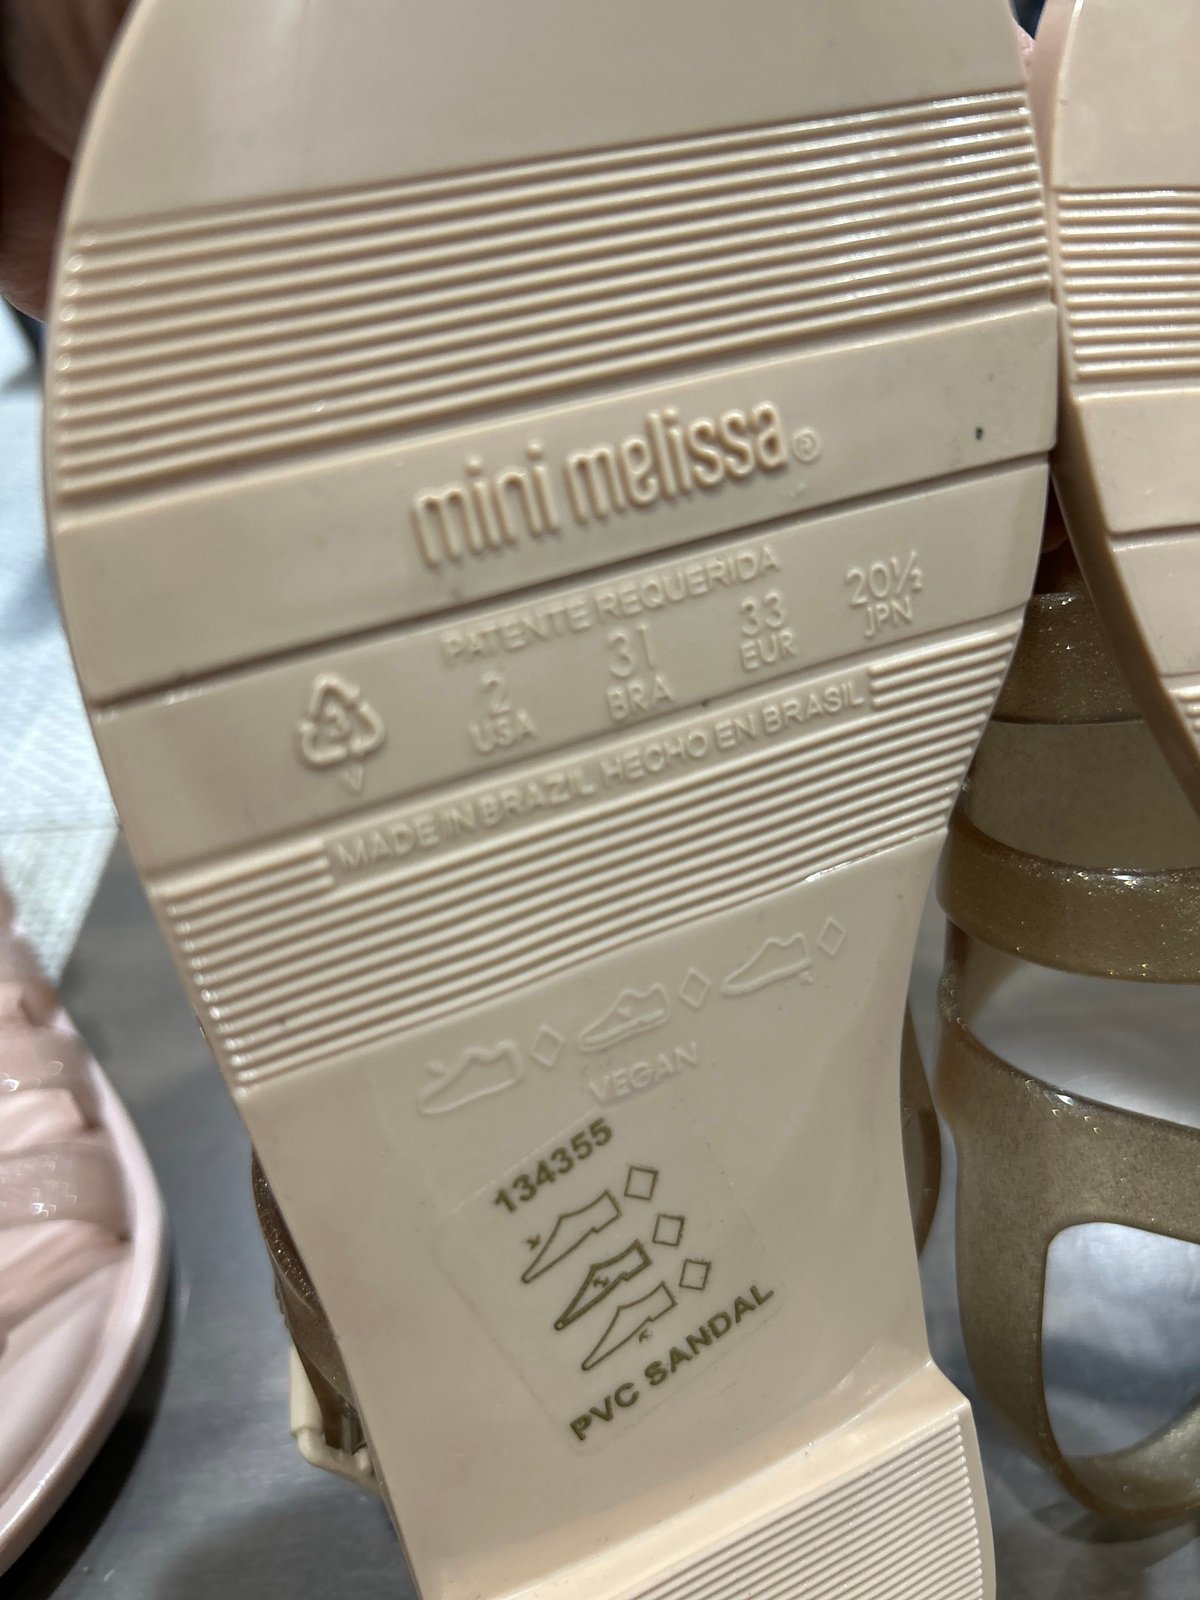 mini melissa®
PATENTE REQUERIDA
2 31 33 20½
USA BRA EUR JPN
3
V
MADE IN BRAZIL HECHO EN BRASIL
VEGAN
134355
PVC SANDAL